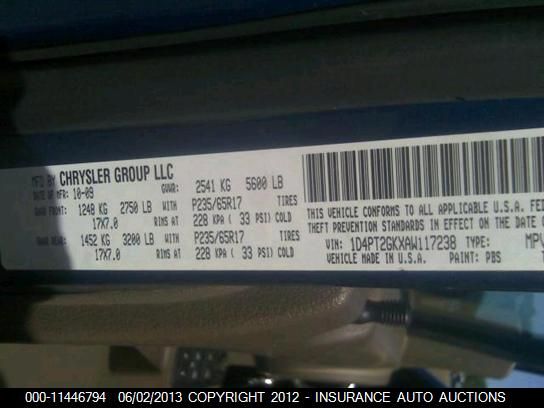 MFD BY CHRYSLER GROUP LLC
DATE OF MFR: 10-09 GVWR: 2541 KG 5600 LB
GAWR FRONT: 1248 KG 2750 LB P235/65R17 TIRES
17X7.0 RIMS AT 228 KPA ( 33 PSI) COLD
GAWR REAR: 1452 KG 3200 LB P235/65R17 TIRES
17X7.0 RIMS AT 228 KPA ( 33 PSI) COLD
THIS VEHICLE CONFORMS TO ALL APPLICABLE U.S.A. FED
THEFT PREVENTION STANDARDS IN EFFECT ON THE DATE O
VIN: 1D4PT2GKXAW117238 TYPE: MPV
VEHICLE MADE IN U.S.A. PAINT: PBS
000-11446794 06/02/2013 COPYRIGHT 2012 - INSURANCE AUTO AUCTIONS